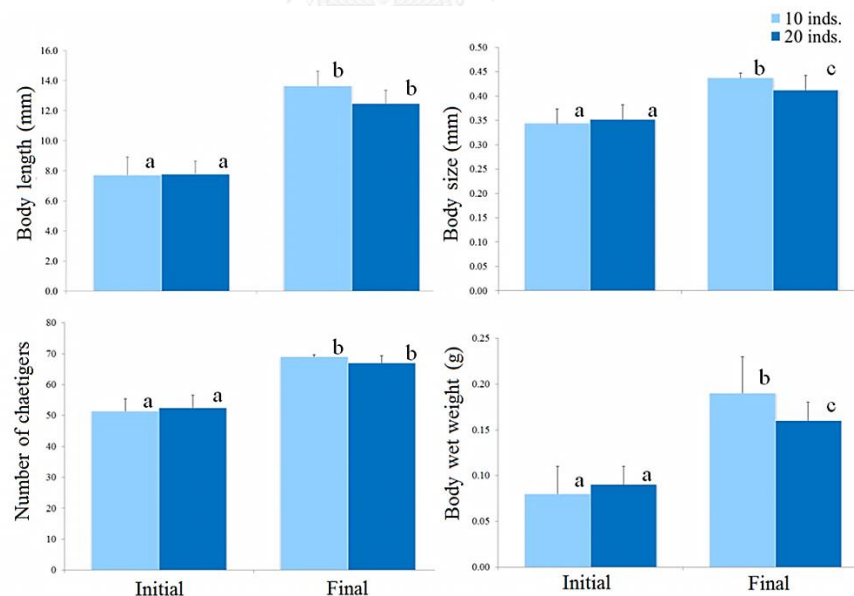 10 inds.
20 inds.
Body length (mm)
16.0
14.0
12.0
10.0
8.0
6.0
4.0
2.0
0.0
a
a
b
b
Body size (mm)
0.50
0.45
0.40
0.35
0.30
0.25
0.20
0.15
0.10
0.05
0.00
a
a
b
c
Number of chaetigers
80
70
60
50
40
30
20
10
0
a
a
b
b
Initial
Final
Body wet weight (g)
0.25
0.20
0.15
0.10
0.05
0.00
a
a
b
c
Initial
Final